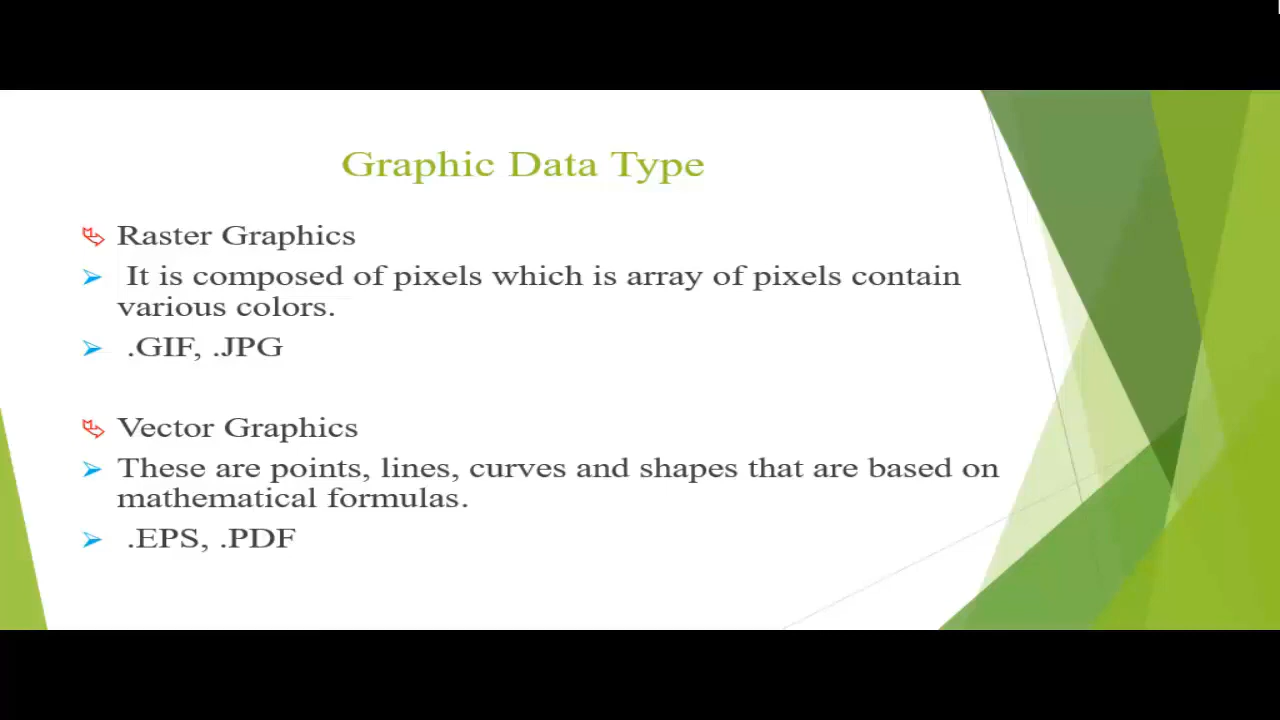 Graphic Data Type
Raster Graphics
It is composed of pixels which is array of pixels contain
various colors.
.GIF, .JPG
Vector Graphics
These are points, lines, curves and shapes that are based on
mathematical formulas.
.EPS, .PDF